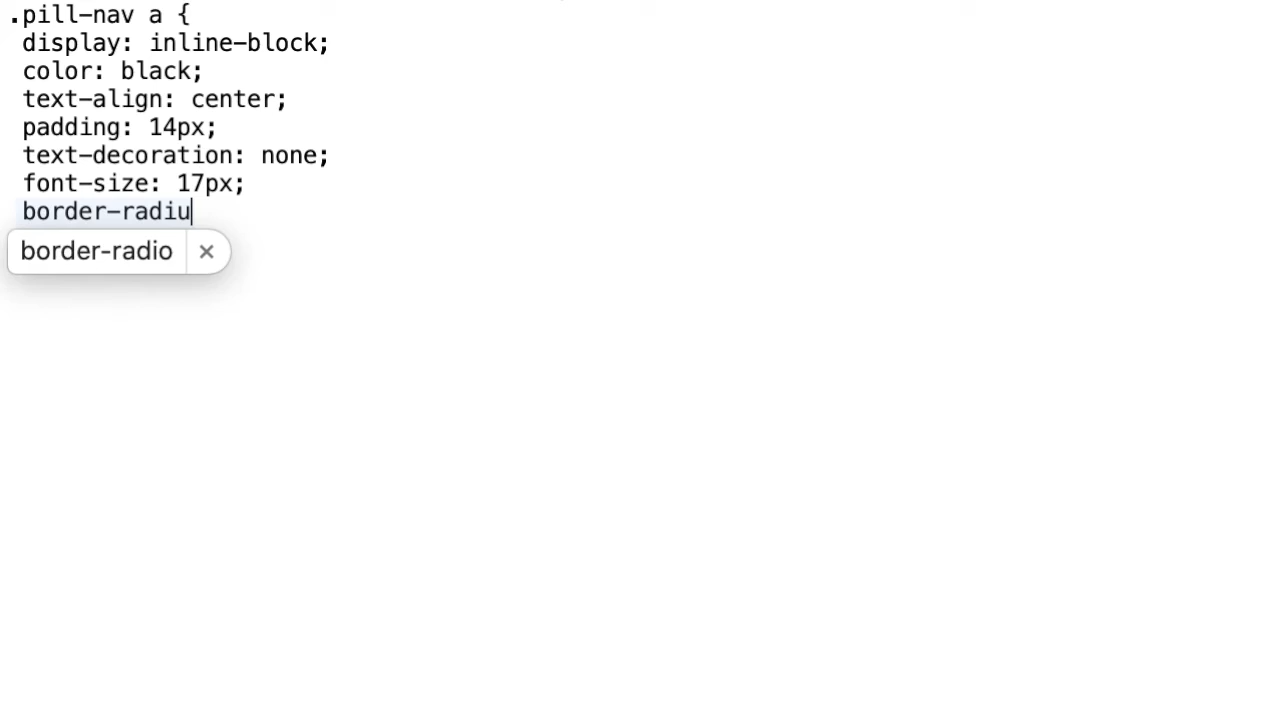 .pill-nav a {
display: inline-block;
color: black;
text-align: center;
padding: 14px;
text-decoration: none;
font-size: 17px;
border-radiu
border-radio ×